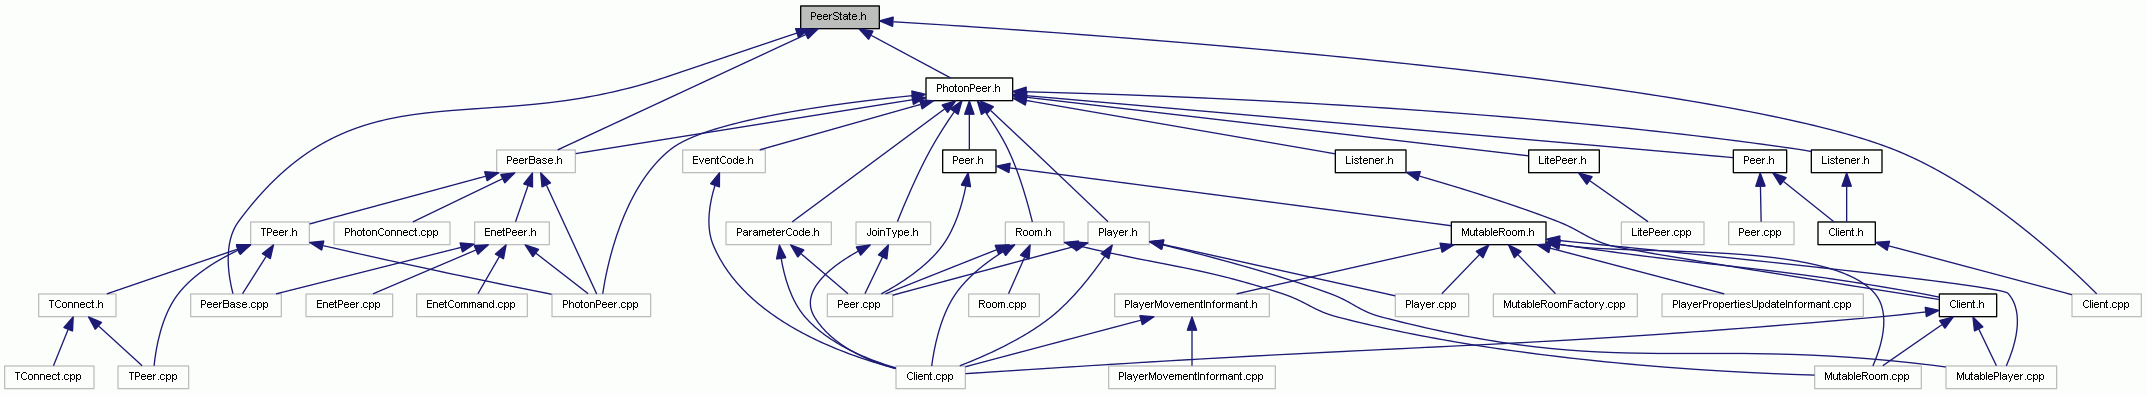 PeerState.h
PhotonPeer.h
PeerBase.h
EventCode.h
Peer.h
Listener.h
LitePeer.h
Peer.h
Listener.h
TPeer.h
PhotonConnect.cpp
EnetPeer.h
ParameterCode.h
JoinType.h
Room.h
Player.h
MutableRoom.h
LitePeer.cpp
Peer.cpp
Client.h
TConnect.h
PeerBase.cpp
EnetPeer.cpp
EnetCommand.cpp
PhotonPeer.cpp
Peer.cpp
Room.cpp
PlayerMovementInformant.h
Player.cpp
MutableRoomFactory.cpp
PlayerPropertiesUpdateInformant.cpp
Client.h
Client.cpp
TConnect.cpp
TPeer.cpp
Client.cpp
PlayerMovementInformant.cpp
MutableRoom.cpp
MutablePlayer.cpp